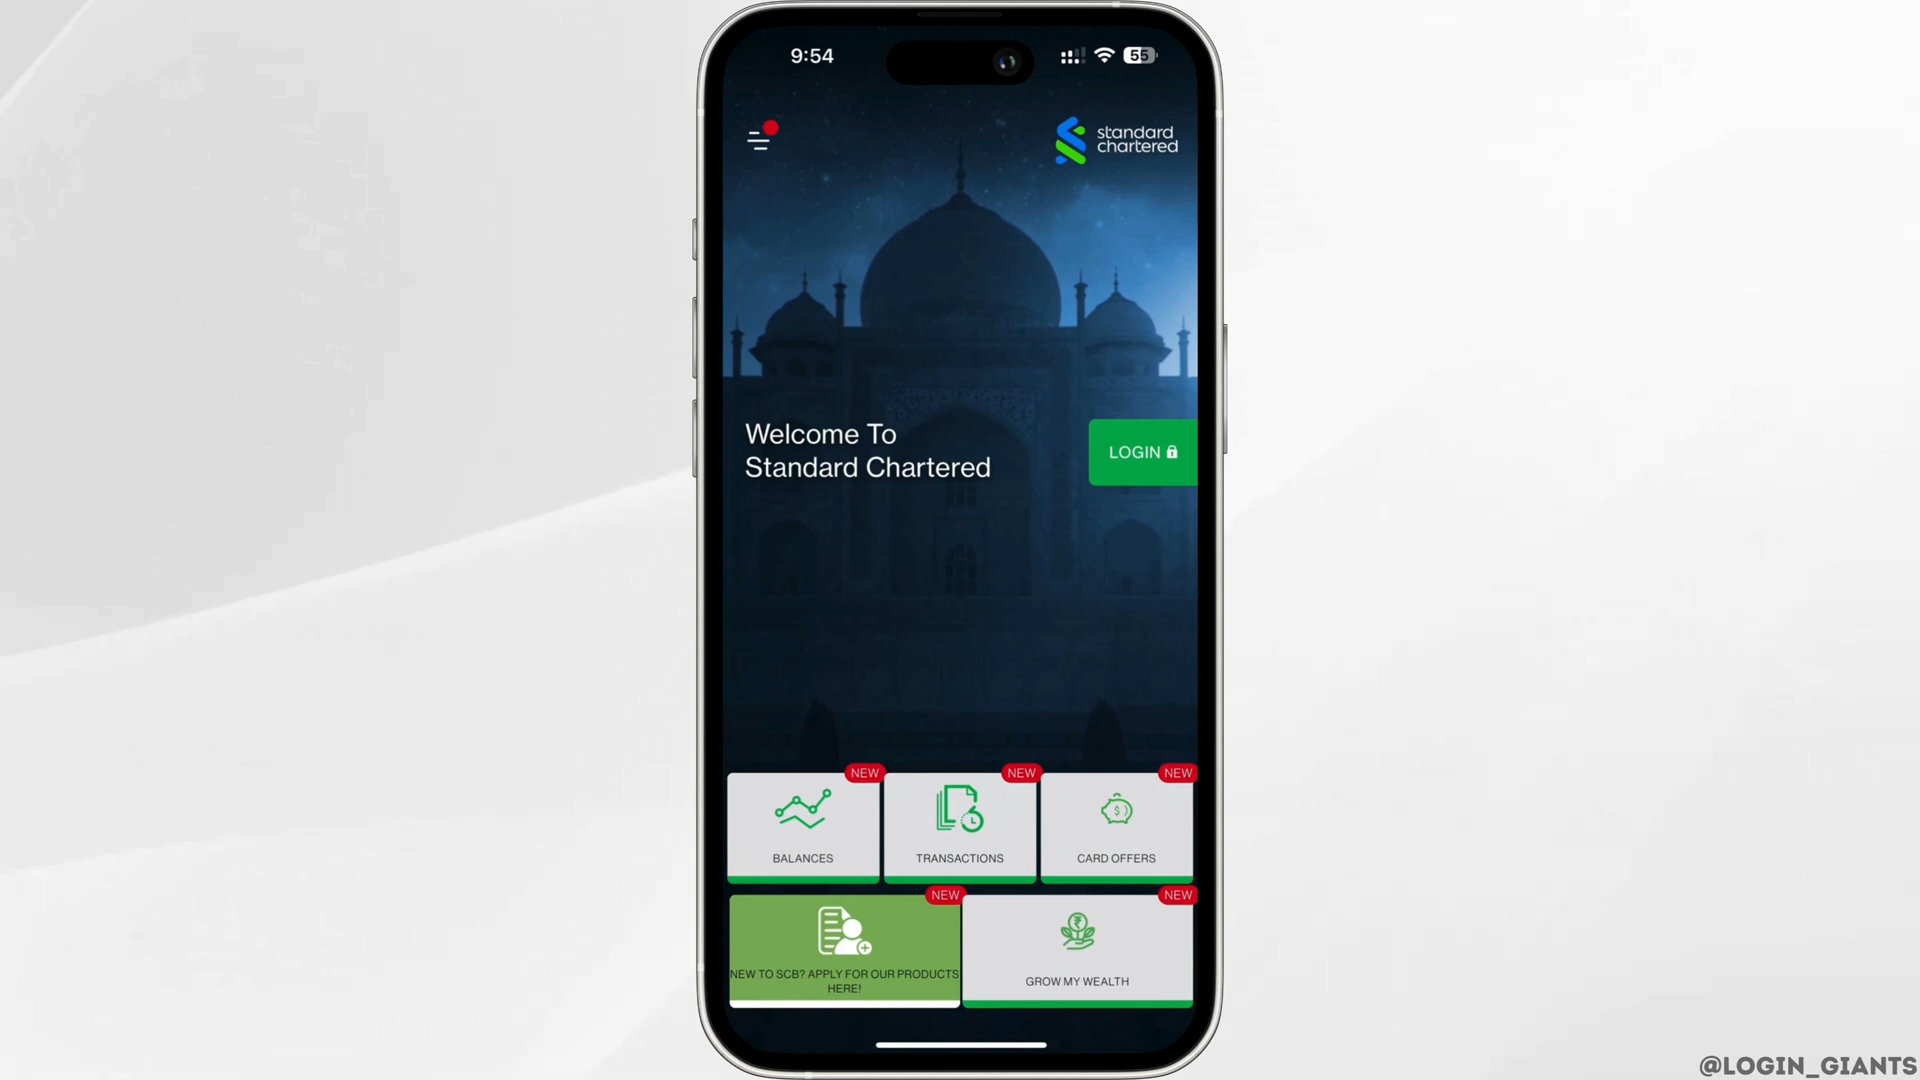 9:54
55
standard
chartered
Welcome To
Standard Chartered
LOGIN
NEW
NEW
NEW
BALANCES
TRANSACTIONS
CARD OFFERS
NEW
NEW
NEW TO SCB? APPLY FOR OUR PRODUCTS
HERE!
GROW MY WEALTH
@LOGIN_GIANTS